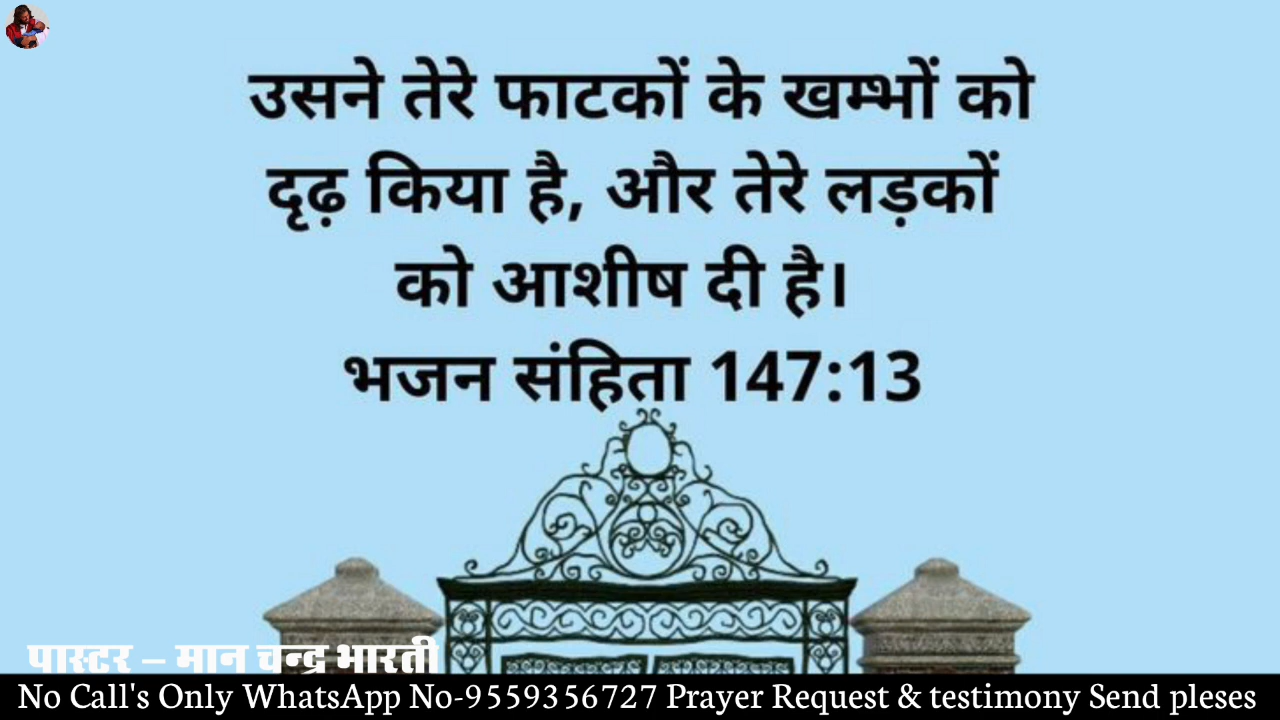 उसने तेरे फाटकों के खम्भों को
दृढ़ किया है, और तेरे लड़कों
को आशीष दी है।
भजन संहिता 147:13
पास्टर – मान चन्द्र भारती
No Call's Only WhatsApp No-9559356727 Prayer Request & testimony Send pleses